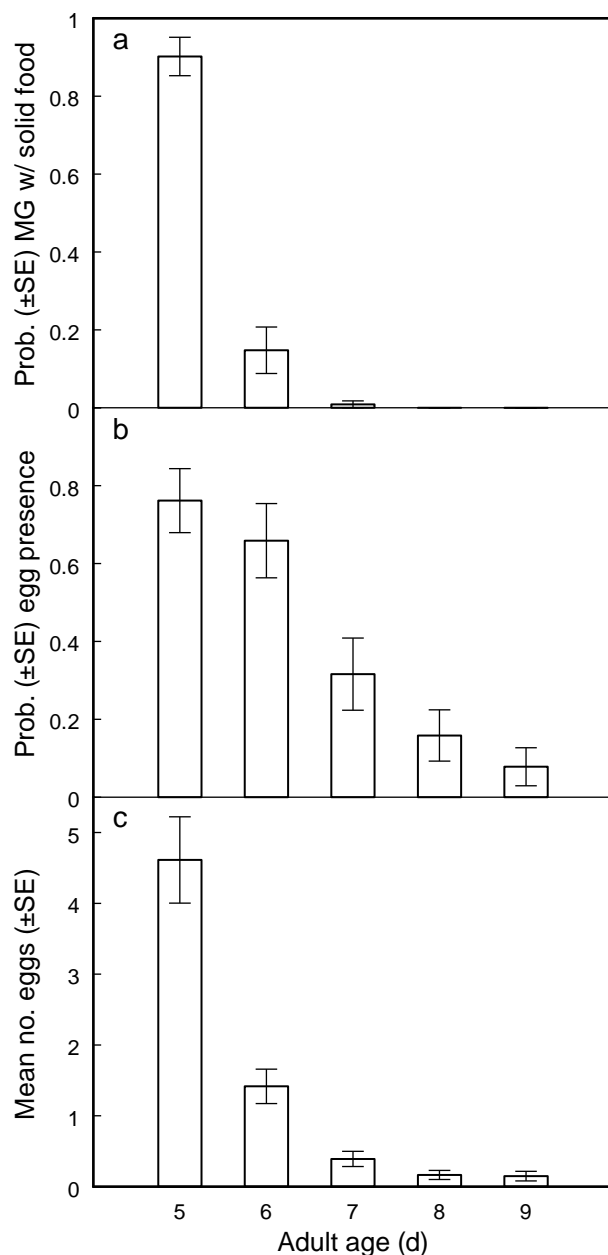 a
Prob. (±SE) MG w/ solid food
1
0.8
0.6
0.4
0.2
0
b
Prob. (±SE) egg presence
0.8
0.6
0.4
0.2
0
c
Mean no. eggs (±SE)
5
4
3
2
1
0
5 6 7 8 9
Adult age (d)